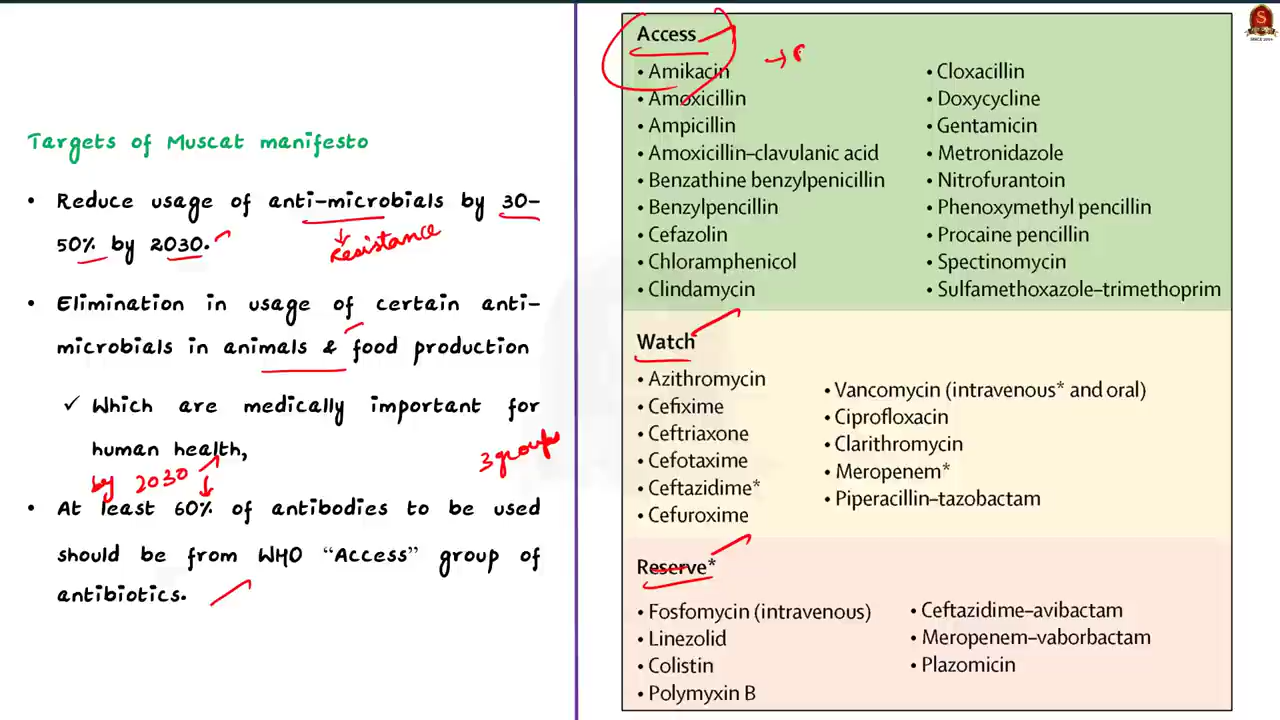 Targets of Muscat manifesto
• Reduce usage of anti-microbials by 30-
50% by 2030.
Resistance
• Elimination in usage of certain anti-
microbials in animals & food production
✓ Which are medically important for
human health,
by 2030
3 groups
• At least 60% of antibodies to be used
should be from WHO “Access” group of
antibiotics.
Access
• Amikacin
• Amoxicillin
• Ampicillin
• Amoxicillin–clavulanic acid
• Benzathine benzylpenicillin
• Benzylpencillin
• Cefazolin
• Chloramphenicol
• Clindamycin
• Cloxacillin
• Doxycycline
• Gentamicin
• Metronidazole
• Nitrofurantoin
• Phenoxymethyl pencillin
• Procaine pencillin
• Spectinomycin
• Sulfamethoxazole–trimethoprim
Watch
• Azithromycin
• Cefixime
• Ceftriaxone
• Cefotaxime
• Ceftazidime*
• Cefuroxime
• Vancomycin (intravenous* and oral)
• Ciprofloxacin
• Clarithromycin
• Meropenem*
• Piperacillin–tazobactam
Reserve*
• Fosfomycin (intravenous)
• Linezolid
• Colistin
• Polymyxin B
• Ceftazidime–avibactam
• Meropenem–vaborbactam
• Plazomicin